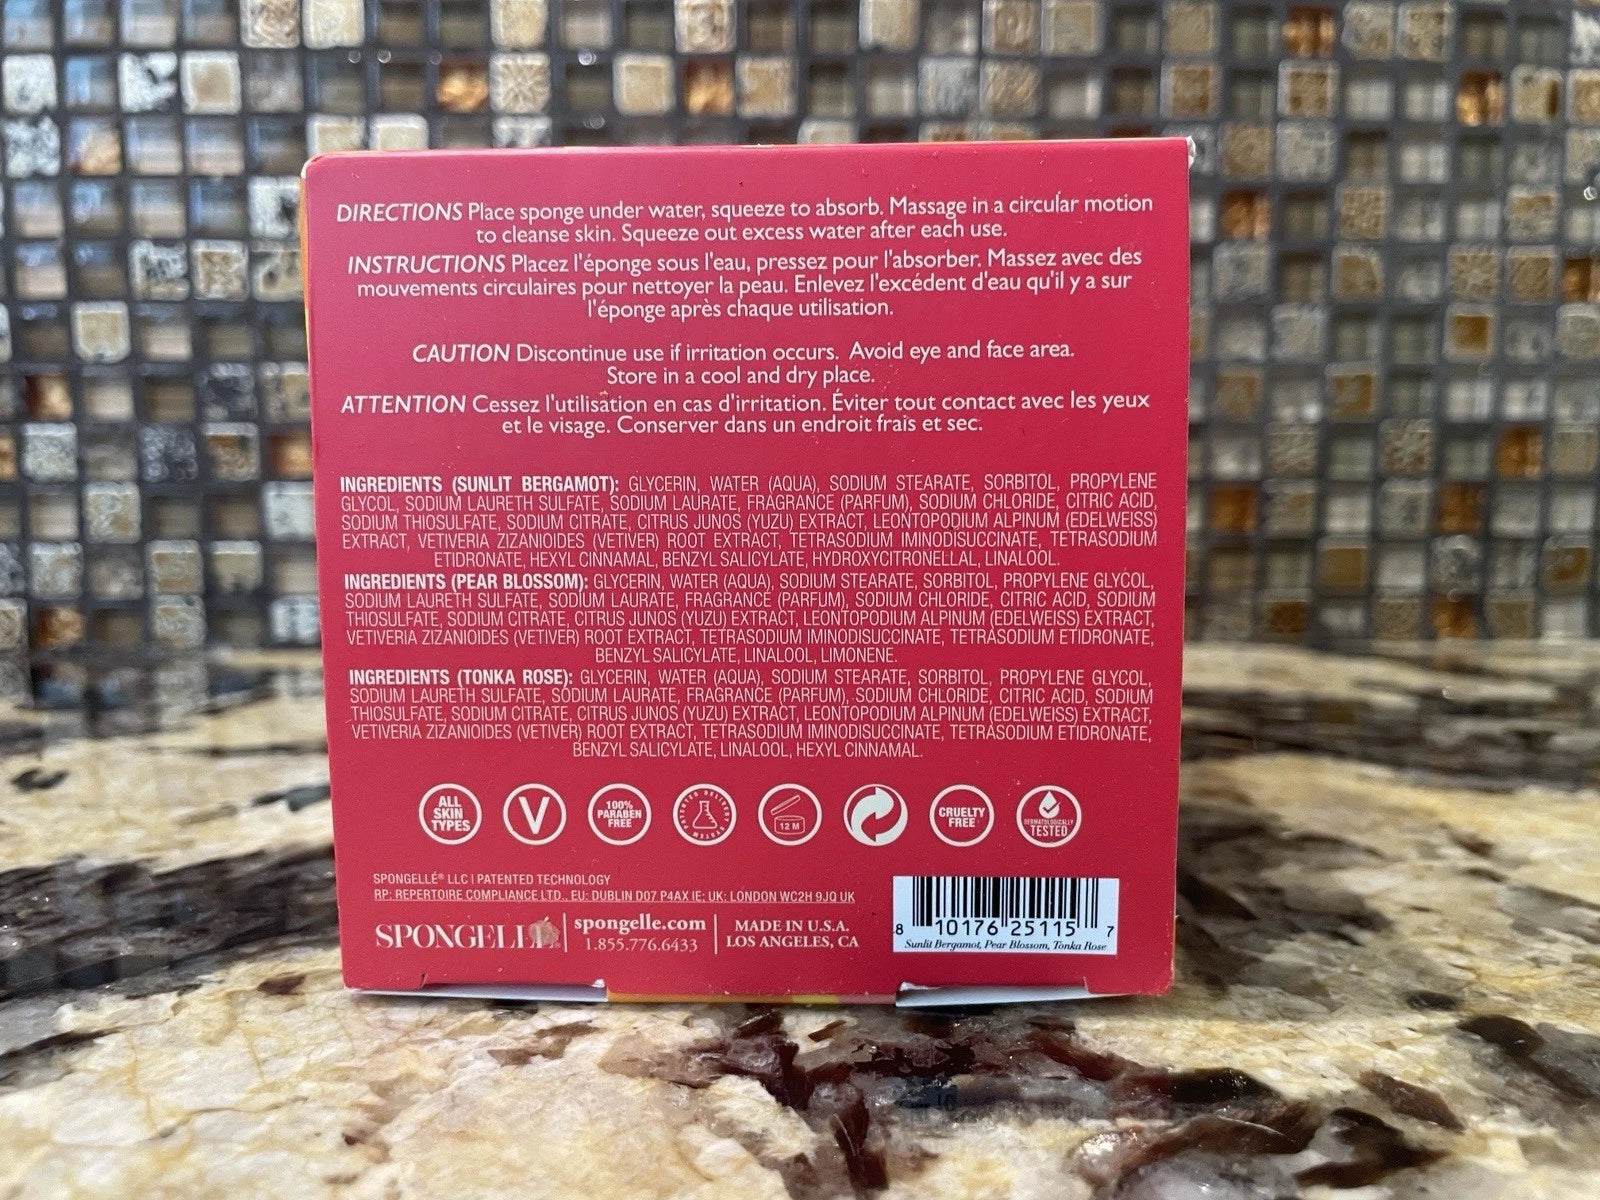 DIRECTIONS Place sponge under water, squeeze to absorb. Massage in a circular motion
to cleanse skin. Squeeze out excess water after each use.
INSTRUCTIONS Placez l'éponge sous l'eau, pressez pour l'absorber. Massez avec des
mouvements circulaires pour nettoyer la peau. Enlevez l'excédent d'eau qu'il y a sur
l'éponge après chaque utilisation.
CAUTION Discontinue use if irritation occurs. Avoid eye and face area.
Store in a cool and dry place.
ATTENTION Cessez l'utilisation en cas d'irritation. Éviter tout contact avec les yeux
et le visage. Conserver dans un endroit frais et sec.
INGREDIENTS (SUNLIT BERGAMOT): GLYCERIN, WATER (AQUA), SODIUM STEARATE, SORBITOL, PROPYLENE
GLYCOL, SODIUM LAURETH SULFATE, SODIUM LAURATE, FRAGRANCE (PARFUM), SODIUM CHLORIDE, CITRIC ACID,
SODIUM THIOSULFATE, SODIUM CITRATE, CITRUS JUNOS (YUZU) EXTRACT, LEONTOPODIUM ALPINUM (EDELWEISS)
EXTRACT, VETIVERIA ZIZANIOIDES (VETIVER) ROOT EXTRACT, TETRASODIUM IMINODISUCCINATE, TETRASODIUM
ETIDRONATE, HEXYL CINNAMAL, BENZYL SALICYLATE, HYDROXYCITRONELLAL, LINALOOL.
INGREDIENTS (PEAR BLOSSOM): GLYCERIN, WATER (AQUA), SODIUM STEARATE, SORBITOL, PROPYLENE GLYCOL,
SODIUM LAURETH SULFATE, SODIUM LAURATE, FRAGRANCE (PARFUM), SODIUM CHLORIDE, CITRIC ACID, SODIUM
THIOSULFATE, SODIUM CITRATE, CITRUS JUNOS (YUZU) EXTRACT, LEONTOPODIUM ALPINUM (EDELWEISS) EXTRACT,
VETIVERIA ZIZANIOIDES (VETIVER) ROOT EXTRACT, TETRASODIUM IMINODISUCCINATE, TETRASODIUM ETIDRONATE,
BENZYL SALICYLATE, LINALOOL, LIMONENE.
INGREDIENTS (TONKA ROSE): GLYCERIN, WATER (AQUA), SODIUM STEARATE, SORBITOL, PROPYLENE GLYCOL,
SODIUM LAURETH SULFATE, SODIUM LAURATE, FRAGRANCE (PARFUM), SODIUM CHLORIDE, CITRIC ACID, SODIUM
THIOSULFATE, SODIUM CITRATE, CITRUS JUNOS (YUZU) EXTRACT, LEONTOPODIUM ALPINUM (EDELWEISS) EXTRACT,
VETIVERIA ZIZANIOIDES (VETIVER) ROOT EXTRACT, TETRASODIUM IMINODISUCCINATE, TETRASODIUM ETIDRONATE,
BENZYL SALICYLATE, LINALOOL, HEXYL CINNAMAL.
ALL
SKIN
TYPES
V
100%
PARABEN
FREE
PATENTED DELIVERY SYSTEM
12 M
CRUELTY
FREE
DERMATOLOGICALLY
TESTED
SPONGELLÉ® LLC | PATENTED TECHNOLOGY
RP: REPERTOIRE COMPLIANCE LTD., EU: DUBLIN D07 P4AX IE; UK: LONDON WC2H 9JQ UK
SPONGELL
spongelle.com
1.855.776.6433
MADE IN U.S.A.
LOS ANGELES, CA
8 10176 25115 7
Sunlit Bergamot, Pear Blossom, Tonka Rose